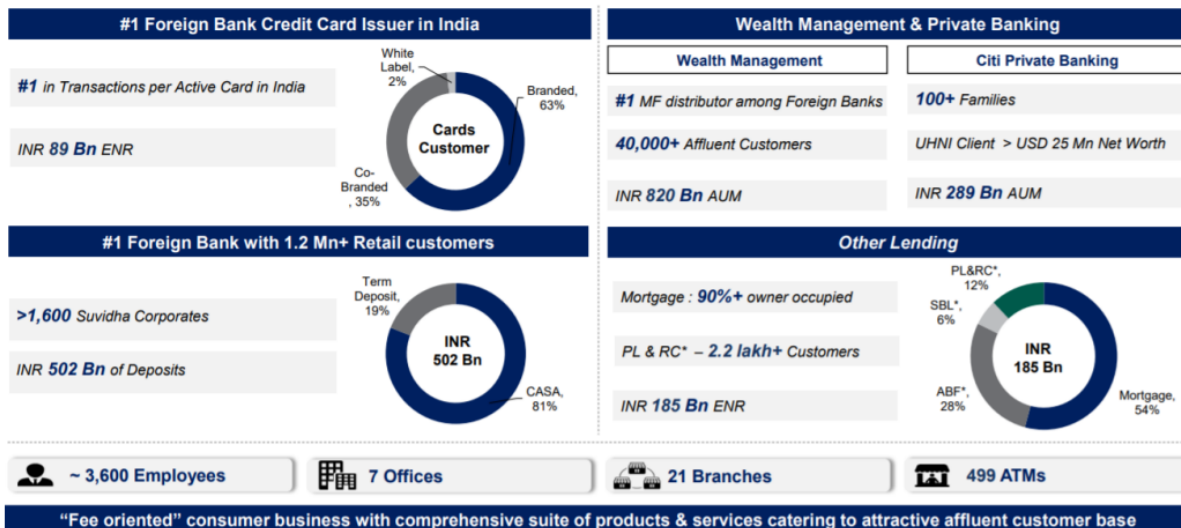 #1 Foreign Bank Credit Card Issuer in India
#1 in Transactions per Active Card in India
INR 89 Bn ENR
White
Label,
2%
Branded,
63%
Cards
Customer
Co-
Branded
, 35%
#1 Foreign Bank with 1.2 Mn+ Retail customers
>1,600 Suvidha Corporates
INR 502 Bn of Deposits
Term
Deposit,
19%
INR
502 Bn
CASA,
81%
Wealth Management & Private Banking
Wealth Management
#1 MF distributor among Foreign Banks
40,000+ Affluent Customers
INR 820 Bn AUM
Citi Private Banking
100+ Families
UHNI Client > USD 25 Mn Net Worth
INR 289 Bn AUM
Other Lending
Mortgage : 90%+ owner occupied
PL & RC* – 2.2 lakh+ Customers
INR 185 Bn ENR
PL&RC*,
12%
SBL*,
6%
INR
185 Bn
ABF*,
28%
Mortgage,
54%
~ 3,600 Employees
7 Offices
21 Branches
499 ATMs
“Fee oriented” consumer business with comprehensive suite of products & services catering to attractive affluent customer base